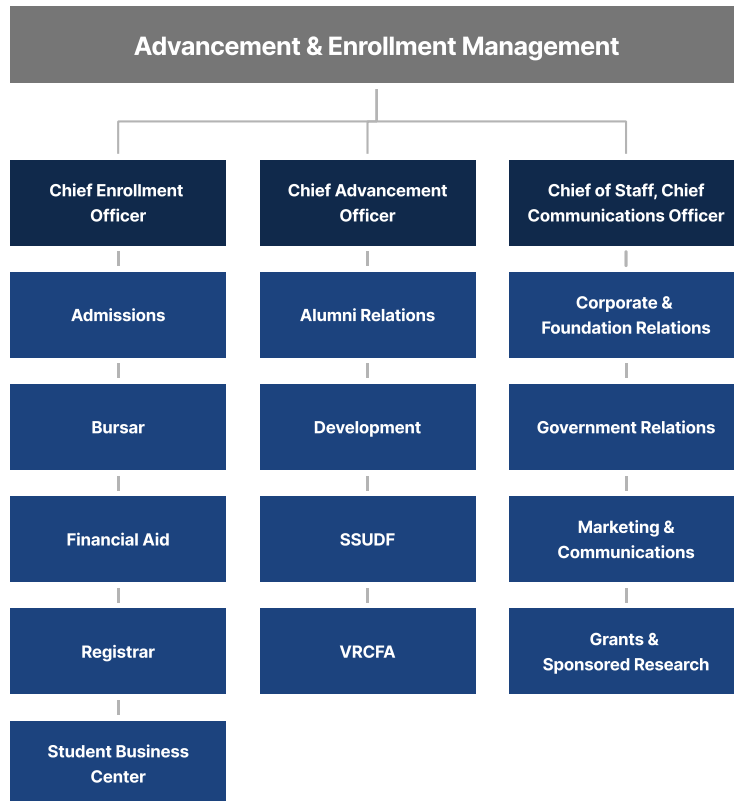 Advancement & Enrollment Management
Chief Enrollment
Officer
Admissions
Bursar
Financial Aid
Registrar
Student Business
Center
Chief Advancement
Officer
Alumni Relations
Development
SSUDF
VRCFA
Chief of Staff, Chief
Communications Officer
Corporate &
Foundation Relations
Government Relations
Marketing &
Communications
Grants &
Sponsored Research